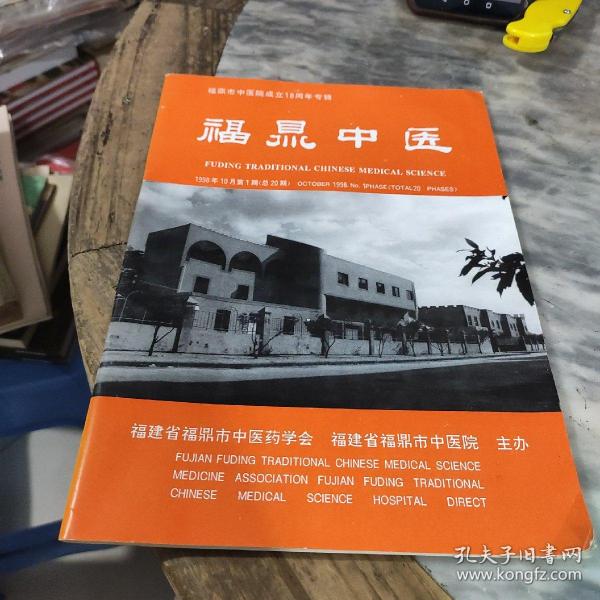 福鼎市中医院成立18周年专辑
福鼎中医
FUDING TRADITIONAL CHINESE MEDICAL SCIENCE
1998年10月第1期(总20期) OCTOBER 1998. No. 1PHASE(TOTAL20 PHASES)
福建省福鼎市中医药学会 福建省福鼎市中医院 主办
FUJIAN FUDING TRADITIONAL CHINESE MEDICAL SCIENCE
MEDICINE ASSOCIATION FUJIAN FUDING TRADITIONAL
CHINESE MEDICAL SCIENCE HOSPITAL DIRECT
孔夫子旧书网
www.kongfz.com